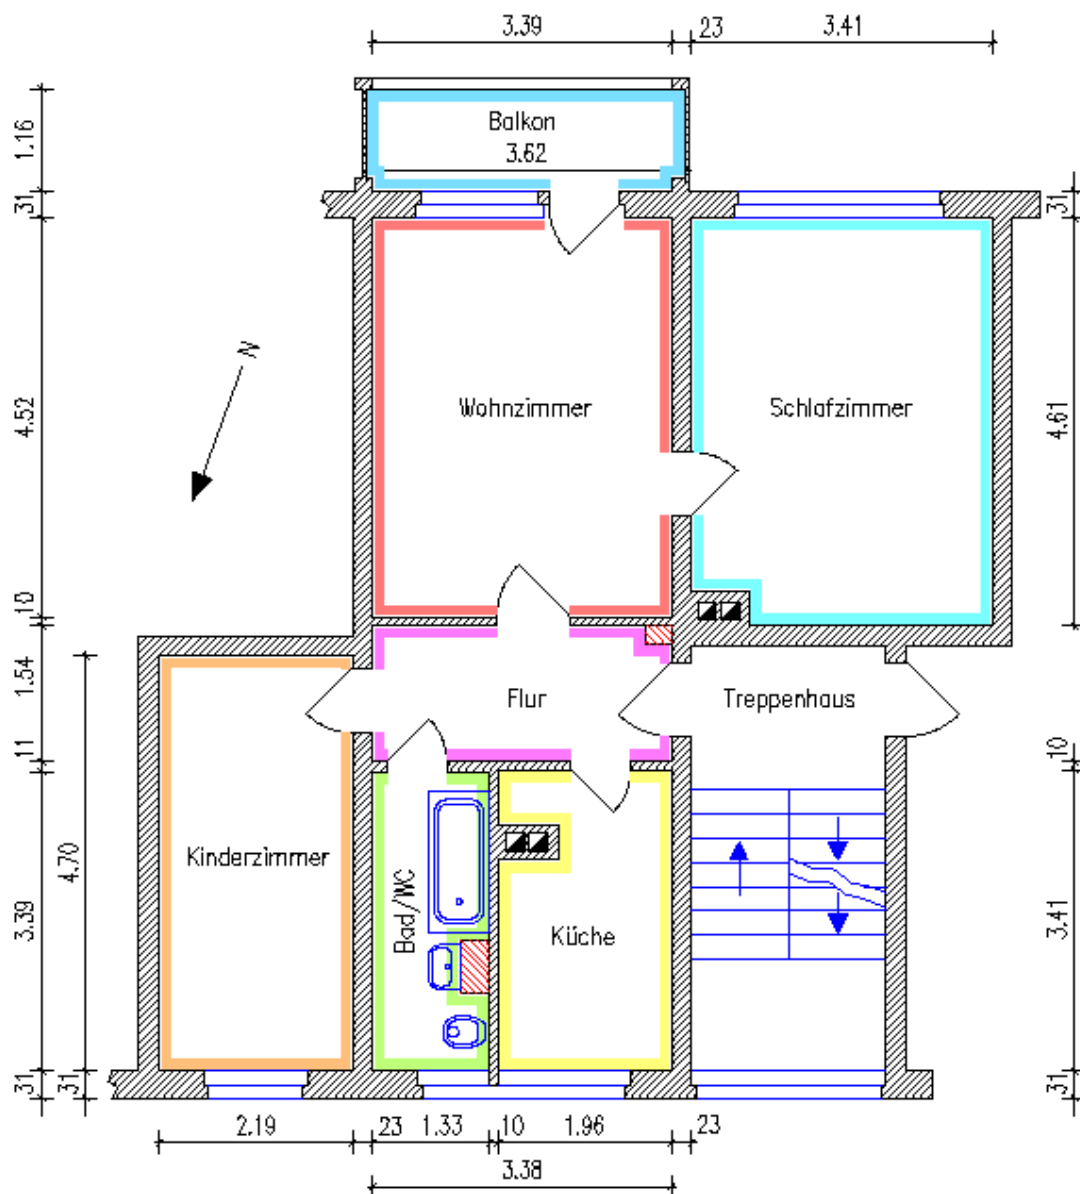 3.39
23
3.41
1.16
Balkon
3.62
31
31
N
4.52
Wohnzimmer
Schlafzimmer
4.61
10
1.54
Flur
Treppenhaus
11
10
4.70
Kinderzimmer
Bad/WC
3.39
Küche
3.41
31
31
31
2.19
23
1.33
10
1.96
23
3.38